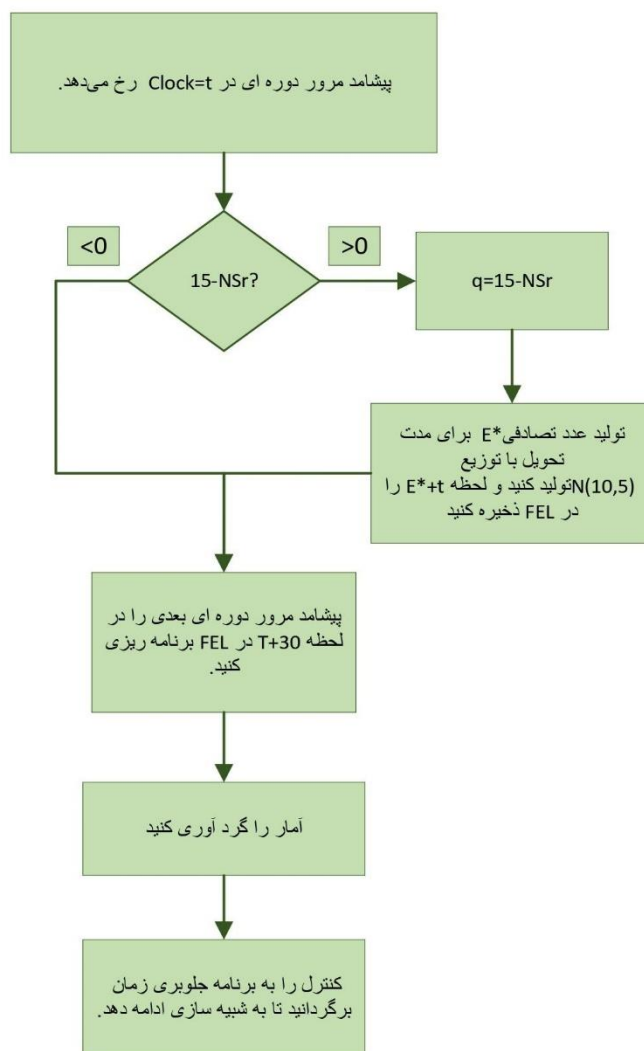 پیشامد مرور دوره ای در Clock=t رخ می‌دهد.
<0
>0
15-NSr?
q=15-NSr
تولید عدد تصادفی*E برای مدت
تحویل با توزیع
N(10,5)تولید کنید و لحظه E*+t را
در FEL ذخیره کنید
پیشامد مرور دوره ای بعدی را در
لحظه T+30 در FEL برنامه ریزی
کنید.
آمار را گرد آوری کنید
کنترل را به برنامه جلوبری زمان
برگردانید تا به شبیه سازی ادامه دهد.